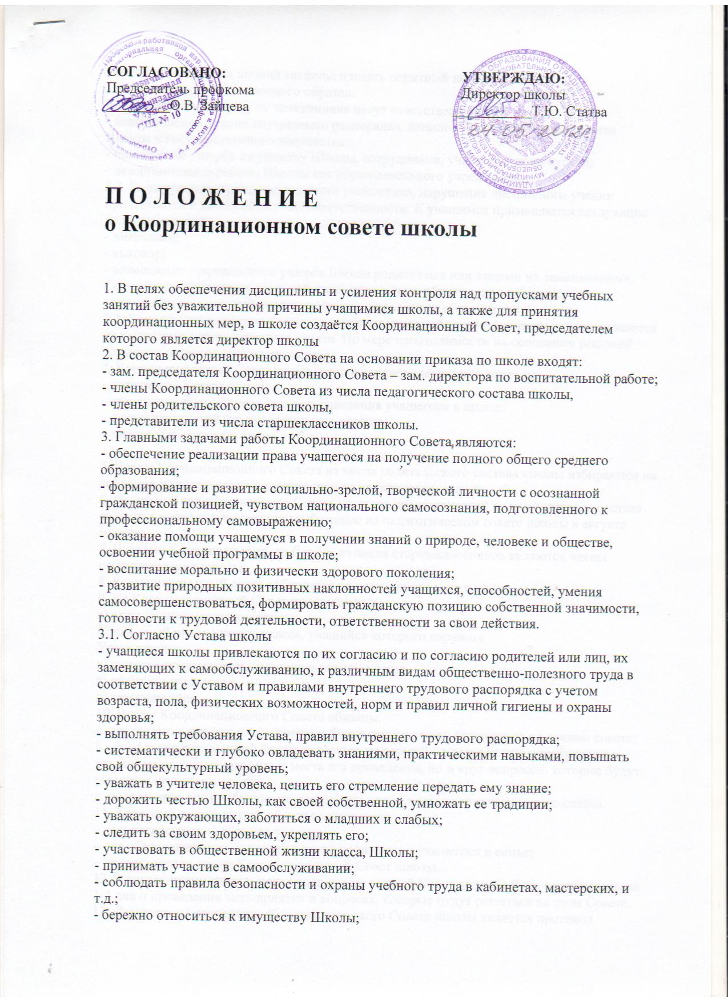 СОГЛАСОВАНО:
Председатель профкома
О.В. Зайцева
УТВЕРЖДАЮ:
Директор школы
Т.Ю. Статва
П О Л О Ж Е Н И Е
о Координационном совете школы
1. В целях обеспечения дисциплины и усиления контроля над пропусками учебных
занятий без уважительной причины учащимися школы, а также для принятия
координационных мер, в школе создаётся Координационный Совет, председателем
которого является директор школы
2. В состав Координационного Совета на основании приказа по школе входят:
- зам. председателя Координационного Совета – зам. директора по воспитательной работе;
- члены Координационного Совета из числа педагогического состава школы,
- члены родительского совета школы,
- представители из числа старшеклассников школы.
3. Главными задачами работы Координационного Совета являются:
- обеспечение реализации права учащегося на получение полного общего среднего
образования;
- формирование и развитие социально-зрелой, творческой личности с осознанной
гражданской позицией, чувством национального самосознания, подготовленного к
профессиональному самовыражению;
- оказание помощи учащемуся в получении знаний о природе, человеке и обществе,
освоении учебной программы в школе;
- воспитание морально и физически здорового поколения;
- развитие природных позитивных наклонностей учащихся, способностей, умения
самосовершенствоваться, формировать гражданскую позицию собственной значимости,
готовности к трудовой деятельности, ответственности за свои действия.
3.1. Согласно Устава школы
- учащиеся школы привлекаются по их согласию и по согласию родителей или лиц, их
заменяющих к самообслуживанию, к различным видам общественно-полезного труда в
соответствии с Уставом и правилами внутреннего трудового распорядка с учетом
возраста, пола, физических возможностей, норм и правил личной гигиены и охраны
здоровья;
- выполнять требования Устава, правил внутреннего трудового распорядка;
- систематически и глубоко овладевать знаниями, практическими навыками, повышать
свой общекультурный уровень;
- уважать в учителе человека, ценить его стремление передать ему знание;
- дорожить честью Школы, как своей собственной, умножать ее традиции;
- уважать окружающих, заботиться о младших и слабых;
- следить за своим здоровьем, укреплять его;
- участвовать в общественной жизни класса, Школы;
- принимать участие в самообслуживании;
- соблюдать правила безопасности и охраны учебного труда в кабинетах, мастерских, и
т.д.;
- бережно относиться к имуществу Школы;